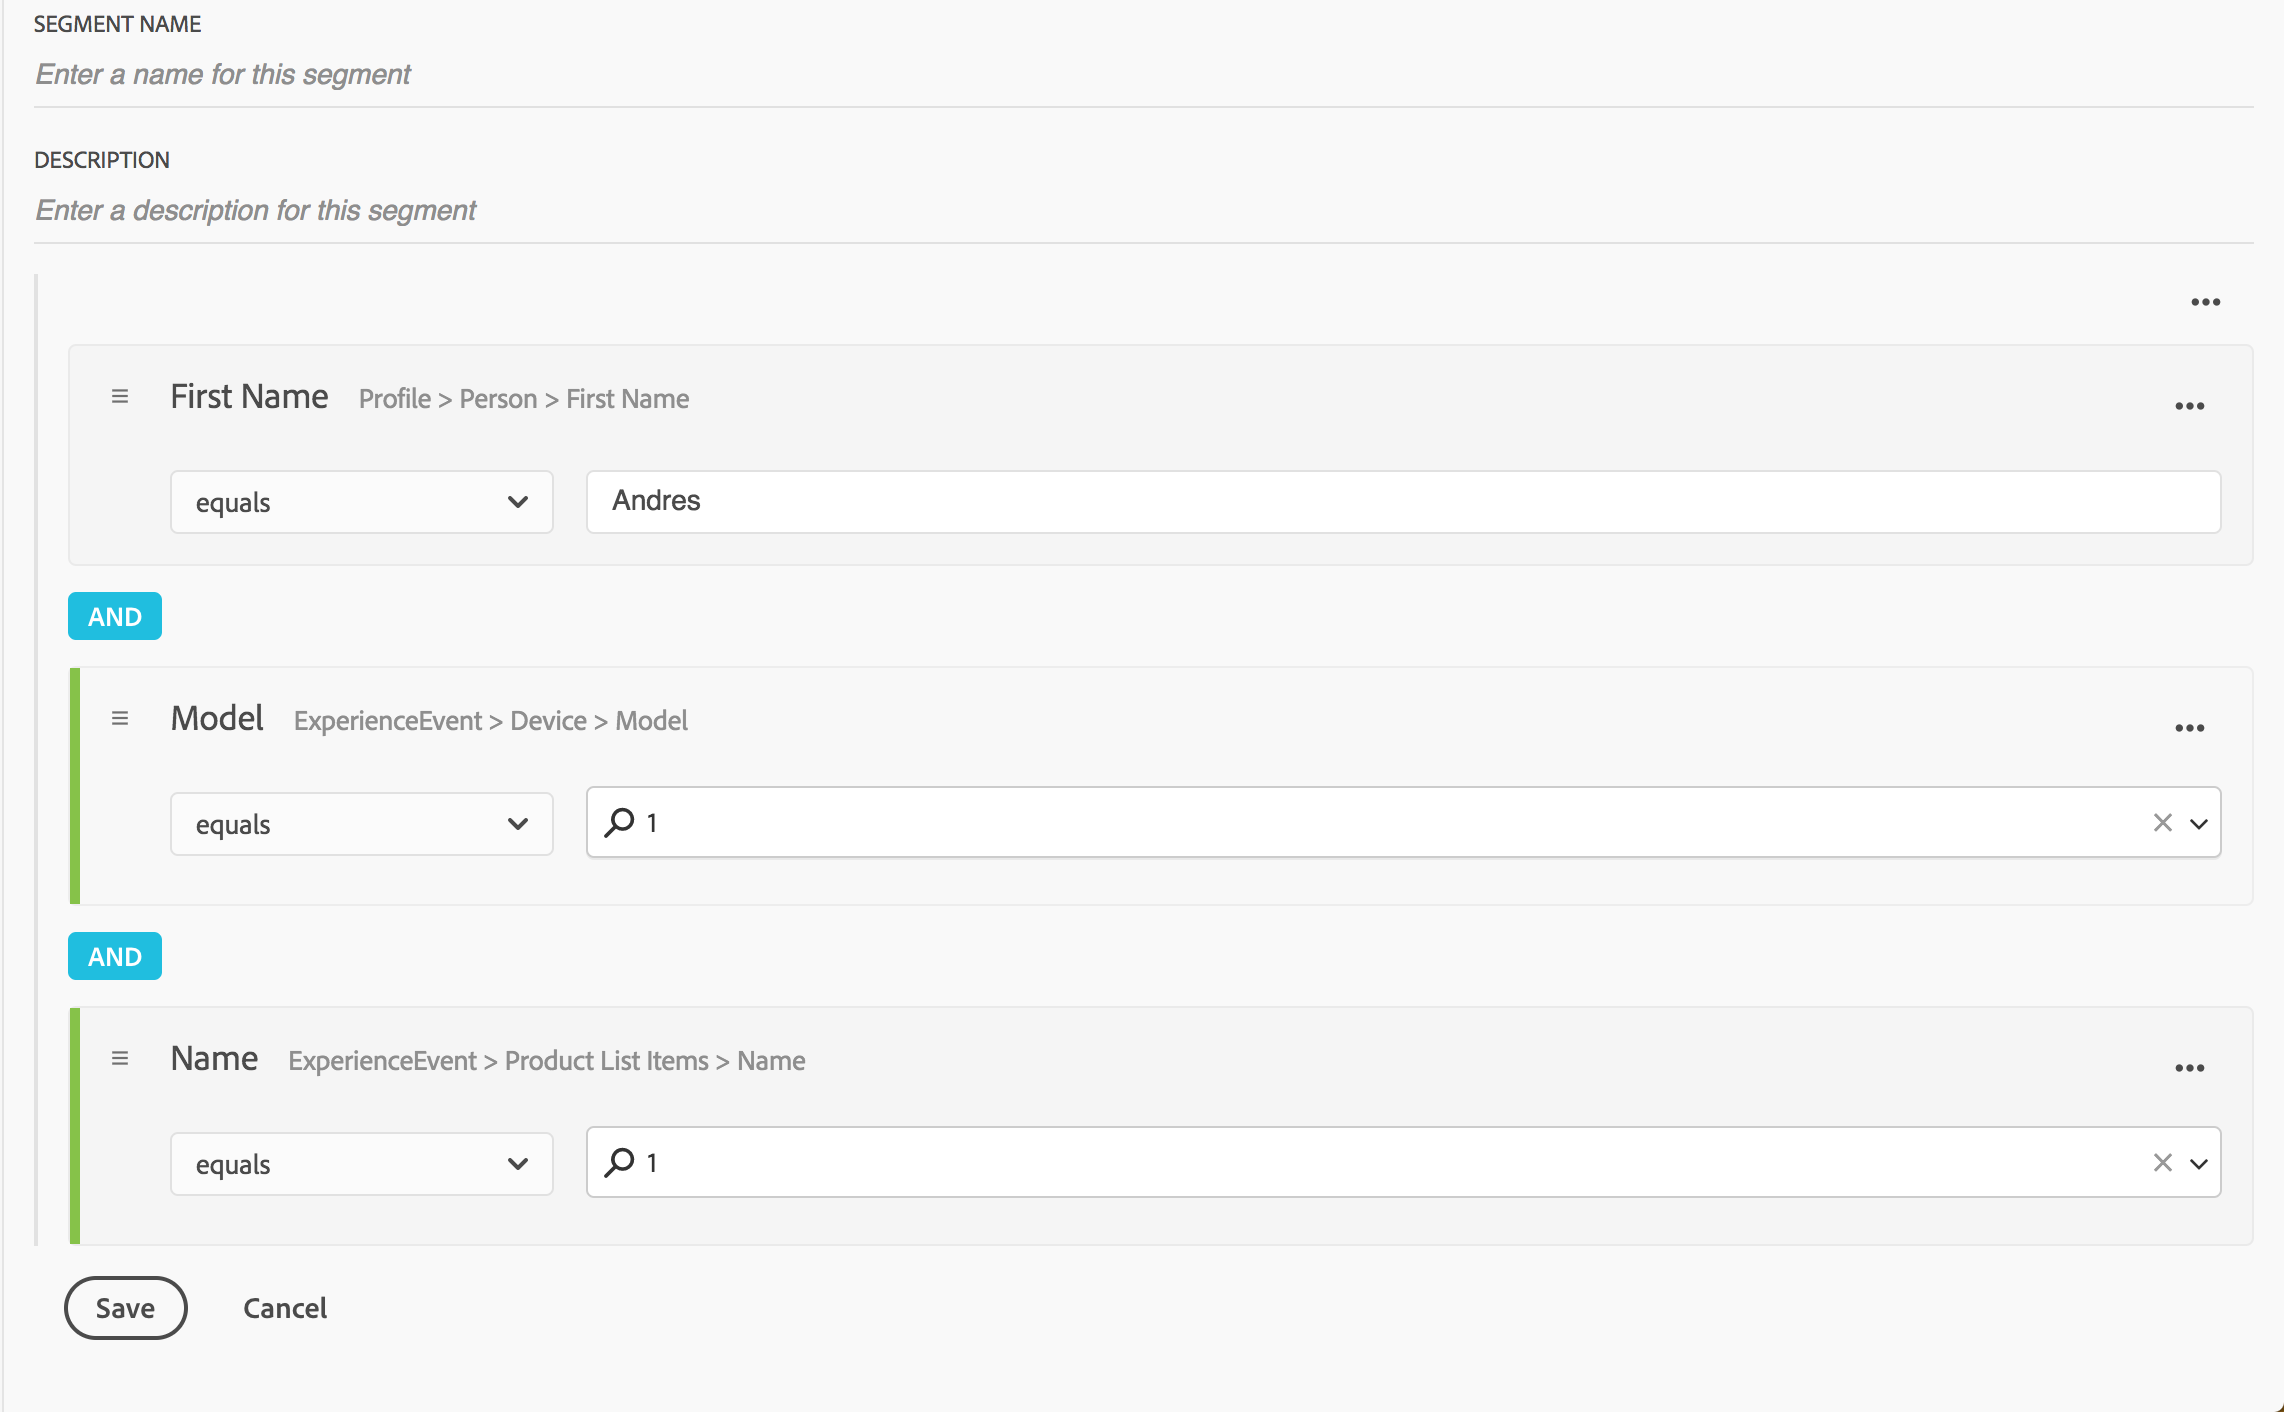 SEGMENT NAME
Enter a name for this segment
DESCRIPTION
Enter a description for this segment
First Name Profile > Person > First Name
equals Andres
AND
Model ExperienceEvent > Device > Model
equals 1
AND
Name ExperienceEvent > Product List Items > Name
equals 1
Save Cancel